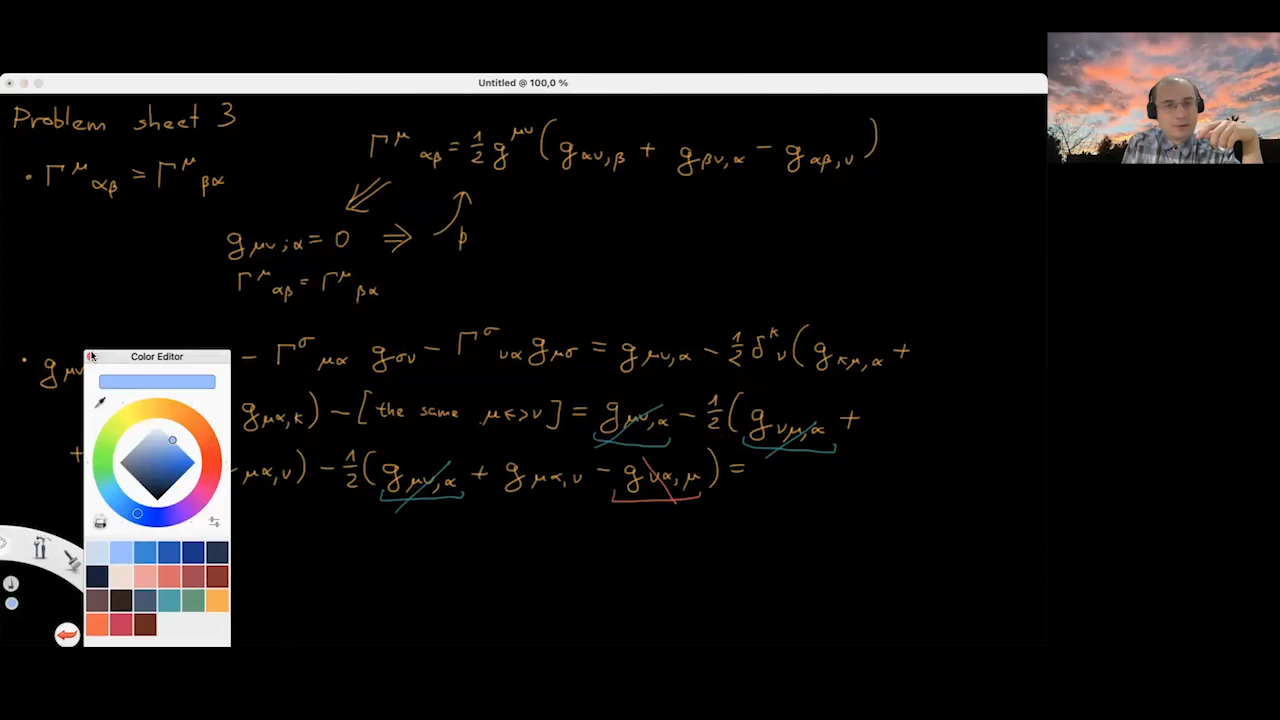 Untitled @ 100,0 %
Problem sheet 3
Γ^μ_αβ = 1/2 g^μν (g_αν,β + g_βν,α - g_αβ,ν)
• Γ^μ_αβ = Γ^μ_βα
g_μν;α = 0 ⇒
Γ^μ_αβ = Γ^μ_βα
• g_μν - Γ^σ_μα g_σν - Γ^σ_να g_μσ = g_μν,α - 1/2 δ^κ_ν (g_κμ,α +
g_μα,κ) - [the same μ<->ν] = g_μν,α - 1/2 (g_νμ,α +
+ μα,ν) - 1/2 (g_μν,α + g_μα,ν - g_να,μ) =
Color Editor